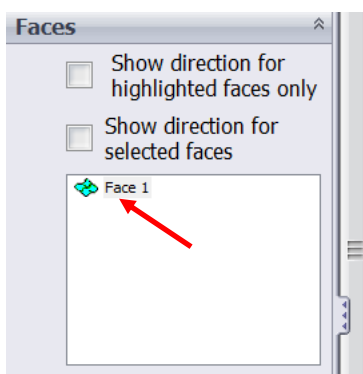 Faces
Show direction for
highlighted faces only
Show direction for
selected faces
Face 1